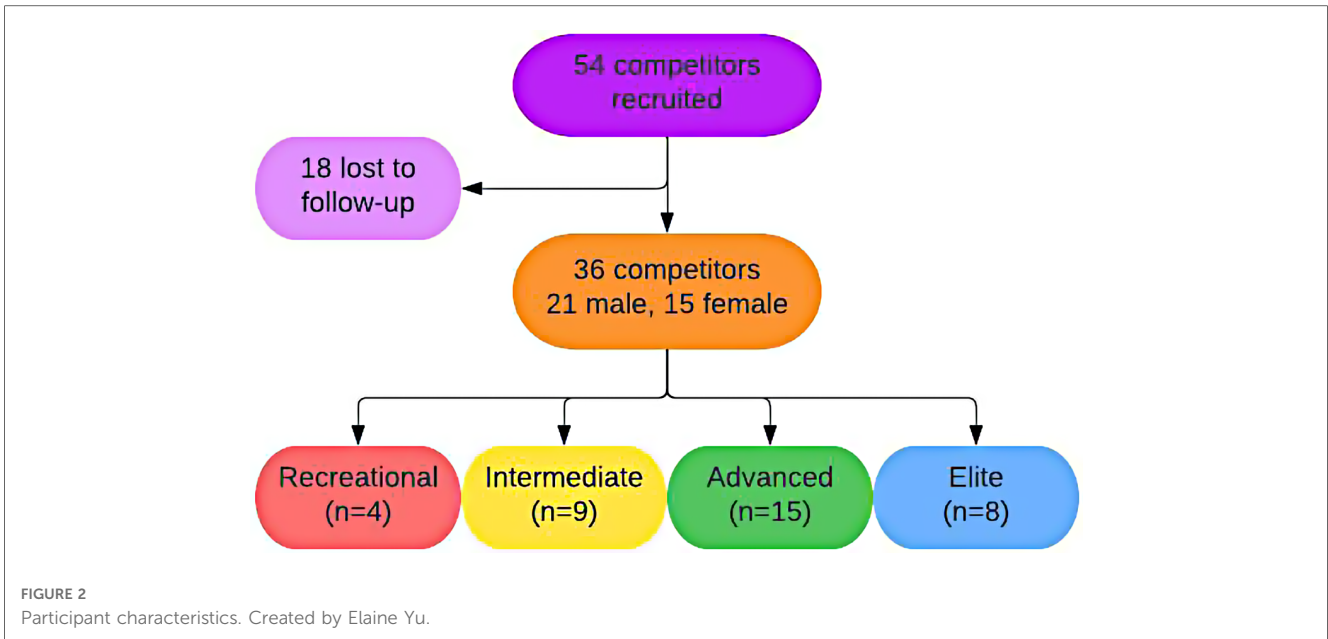 54 competitors
recruited
18 lost to
follow-up
36 competitors
21 male, 15 female
Recreational
(n=4)
Intermediate
(n=9)
Advanced
(n=15)
Elite
(n=8)
FIGURE 2
Participant characteristics. Created by Elaine Yu.